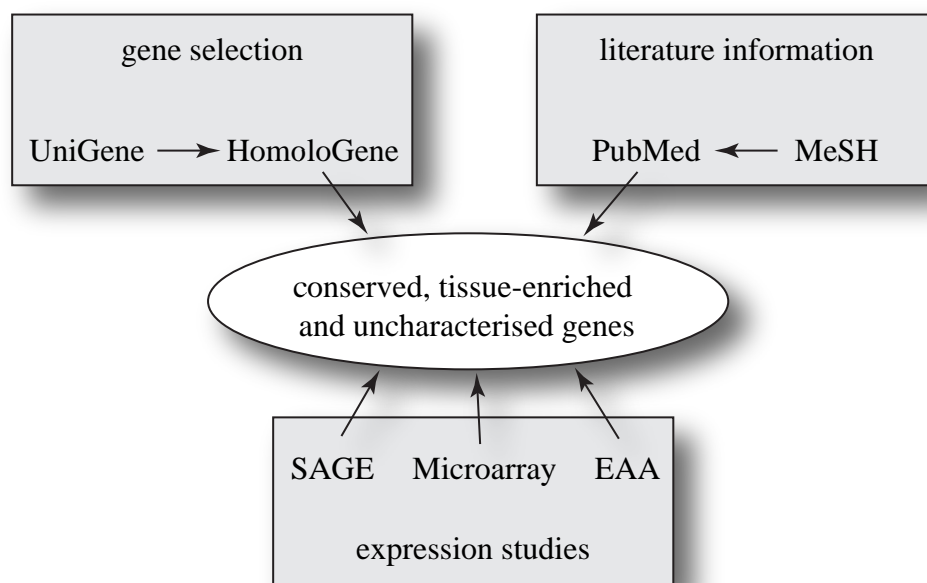 gene selection
UniGene HomoloGene
literature information
PubMed MeSH
conserved, tissue-enriched
and uncharacterised genes
SAGE Microarray EAA
expression studies